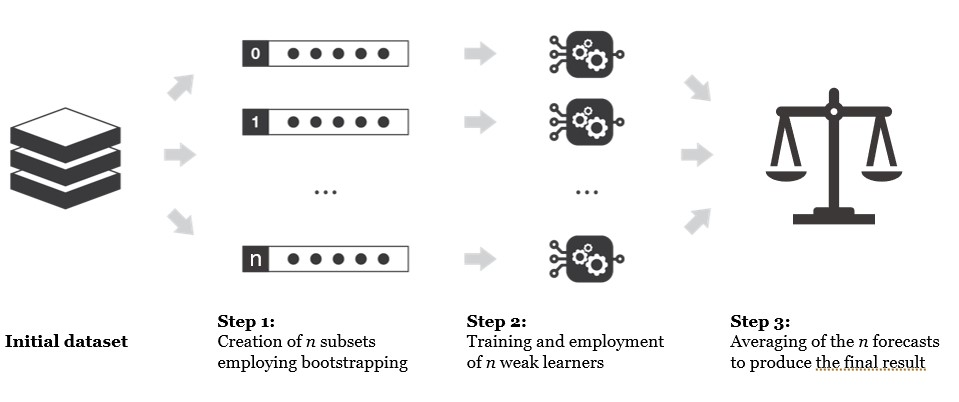 0
1
...
...
n
Initial dataset
Step 1:
Creation of n subsets
employing bootstrapping
Step 2:
Training and employment
of n weak learners
Step 3:
Averaging of the n forecasts
to produce the final result